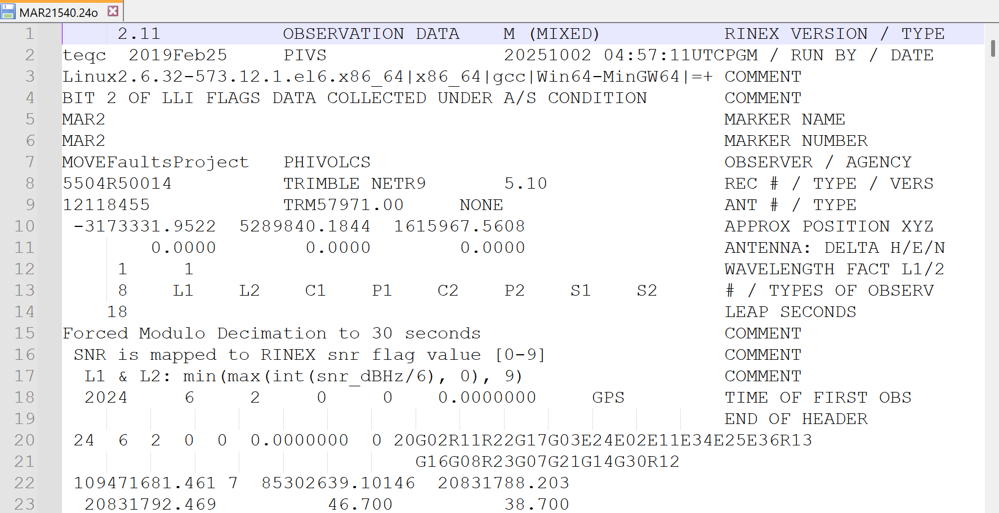 MAR21540.24o
1       2.11           OBSERVATION DATA    M (MIXED)           RINEX VERSION / TYPE
2  teqc  2019Feb25     PIVS                20251002 04:57:11UTCPGM / RUN BY / DATE
3  Linux2.6.32-573.12.1.el6.x86_64|x86_64|gcc|Win64-MinGW64|=+ COMMENT
4  BIT 2 OF LLI FLAGS DATA COLLECTED UNDER A/S CONDITION       COMMENT
5  MAR2                                                        MARKER NAME
6  MAR2                                                        MARKER NUMBER
7  MOVEFaultsProject   PHIVOLCS                                OBSERVER / AGENCY
8  5504R50014          TRIMBLE NETR9       5.10                REC # / TYPE / VERS
9  12118455            TRM57971.00     NONE                    ANT # / TYPE
10  -3173331.9522  5289840.1844  1615967.5608                  APPROX POSITION XYZ
11         0.0000        0.0000        0.0000                  ANTENNA: DELTA H/E/N
12      1     1                                                WAVELENGTH FACT L1/2
13      8    L1    L2    C1    P1    C2    P2    S1    S2      # / TYPES OF OBSERV
14     18                                                      LEAP SECONDS
15 Forced Modulo Decimation to 30 seconds                      COMMENT
16  SNR is mapped to RINEX snr flag value [0-9]                COMMENT
17   L1 & L2: min(max(int(snr_dBHz/6), 0), 9)                  COMMENT
18   2024     6     2     0     0    0.0000000     GPS         TIME OF FIRST OBS
19                                                             END OF HEADER
20  24  6  2  0  0  0.0000000  0 20G02R11R22G17G03E24E02E11E34E25E36R13
21                                 G16G08R23G07G21G14G30R12
22  109471681.461 7  85302639.10146  20831788.203
23   20831792.469          46.700          38.700